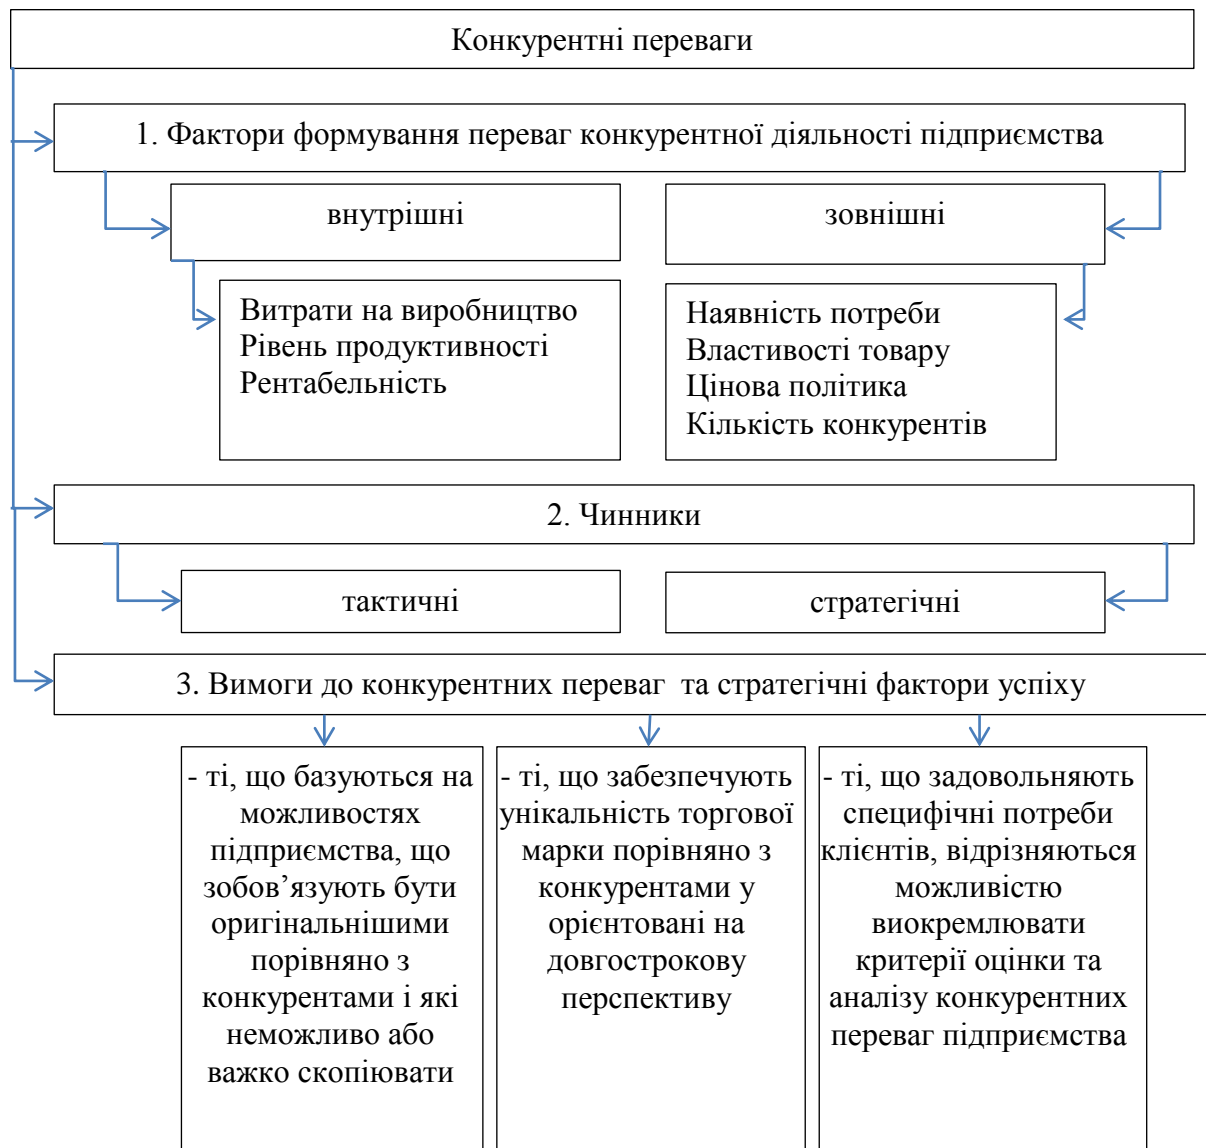 Конкурентні переваги
1. Фактори формування переваг конкурентної діяльності підприємства
внутрішні
зовнішні
Витрати на виробництво
Рівень продуктивності
Рентабельність
Наявність потреби
Властивості товару
Цінова політика
Кількість конкурентів
2. Чинники
тактичні
стратегічні
3. Вимоги до конкурентних переваг та стратегічні фактори успіху
- ті, що базуються на
можливостях
підприємства, що
зобов’язують бути
оригінальнішими
порівняно з
конкурентами і які
неможливо або
важко скопіювати
- ті, що забезпечують
унікальність торгової
марки порівняно з
конкурентами у
орієнтовані на
довгострокову
перспективу
- ті, що задовольняють
специфічні потреби
клієнтів, відрізняються
можливістю
виокремлювати
критерії оцінки та
аналізу конкурентних
переваг підприємства